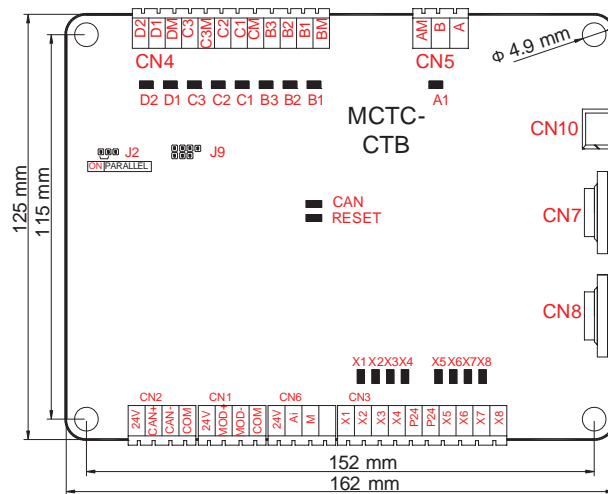 D2 D1 DM C3 C3M C2 C1 CM B3 B2 B1 BM
AM B A
CN4
CN5
Φ 4.9 mm
D2 D1 C3 C2 C1 B3 B2 B1
A1
MCTC-
CTB
CN10
J2
J9
ON PARALLEL
CAN
RESET
CN7
125 mm
115 mm
CN8
X1 X2 X3 X4
X5 X6 X7 X8
CN2
CN1
CN6
CN3
24V CAN+ CAN- COM
24V MOD+ MOD- COM
24V Ai M
X1 X2 X3 X4 P24 P24 X5 X6 X7 X8
152 mm
162 mm